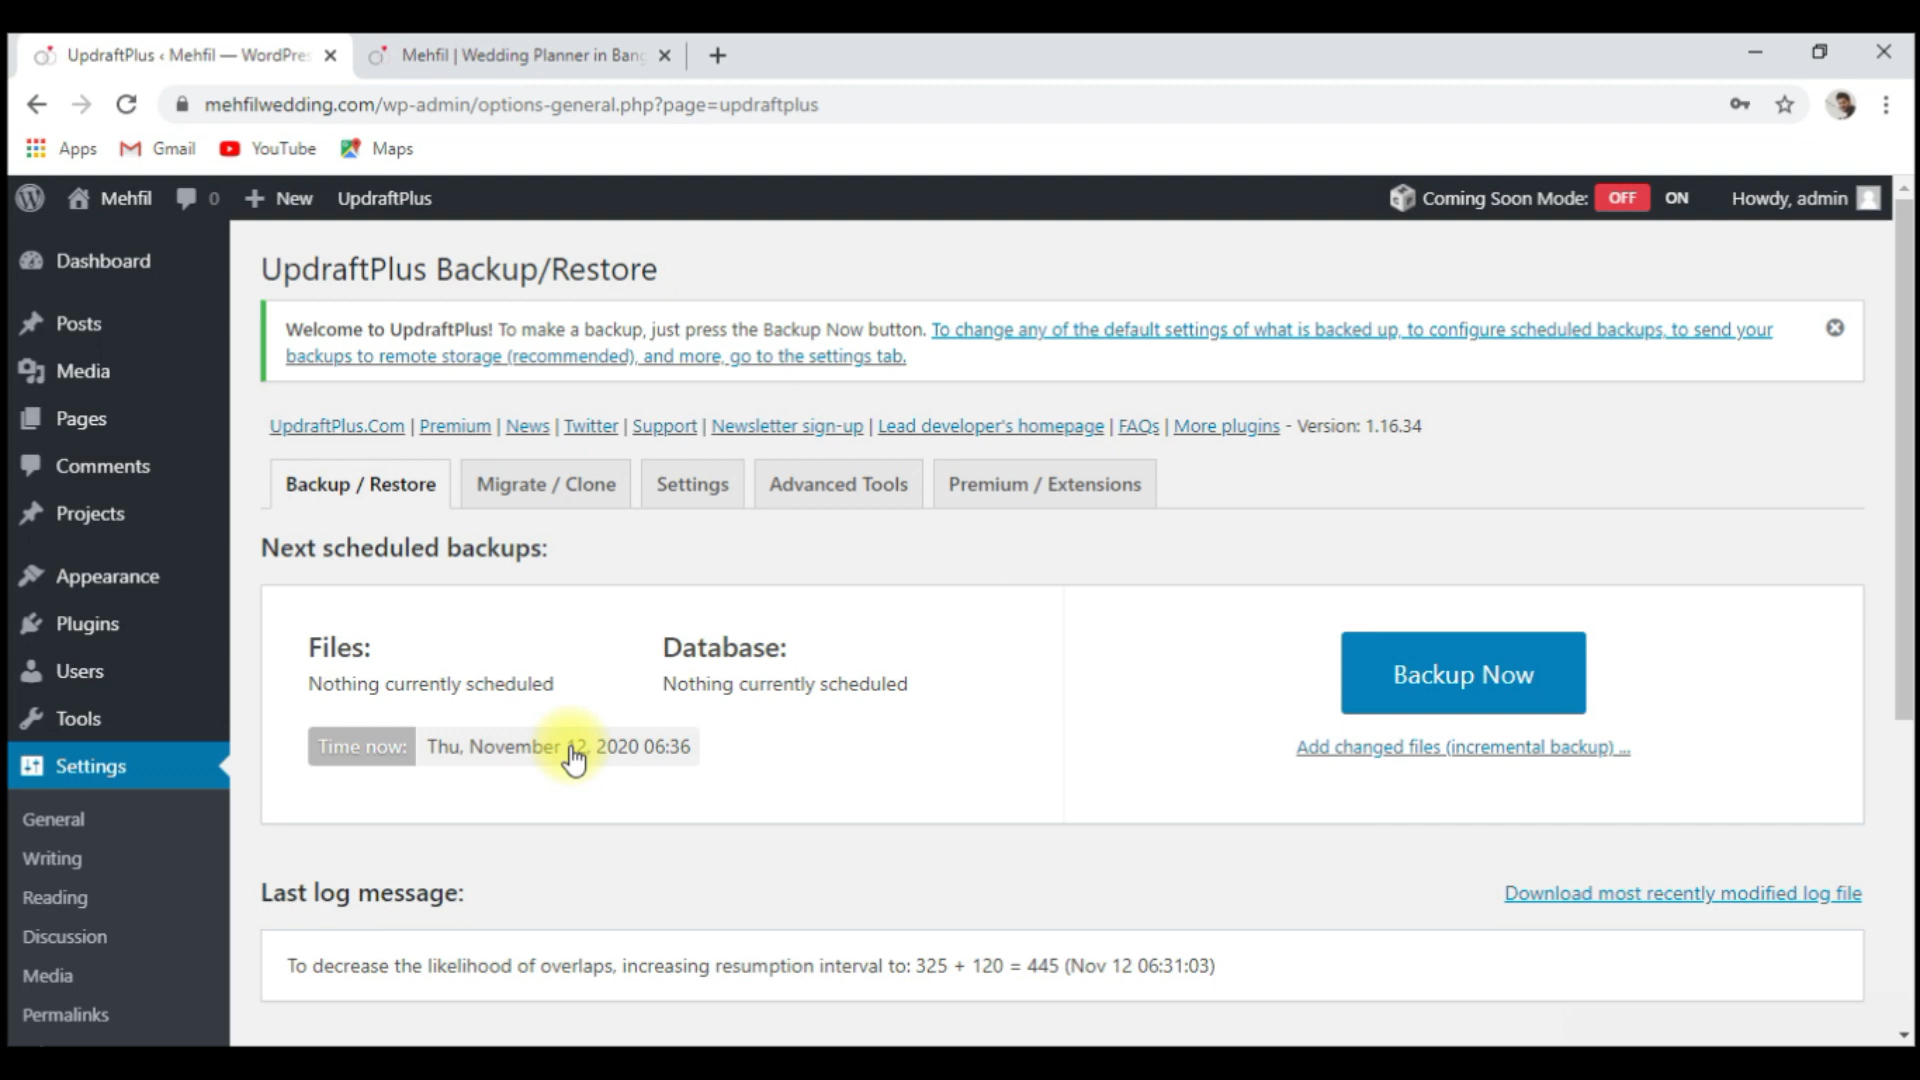 UpdraftPlus ‹ Mehfil — WordPres
Mehfil | Wedding Planner in Bang
mehfilwedding.com/wp-admin/options-general.php?page=updraftplus
Apps Gmail YouTube Maps
Mehfil 0 New UpdraftPlus Coming Soon Mode: OFF ON Howdy, admin
Dashboard
Posts
Media
Pages
Comments
Projects
Appearance
Plugins
Users
Tools
Settings
General
Writing
Reading
Discussion
Media
Permalinks
UpdraftPlus Backup/Restore
Welcome to UpdraftPlus! To make a backup, just press the Backup Now button. To change any of the default settings of what is backed up, to configure scheduled backups, to send your
backups to remote storage (recommended), and more, go to the settings tab.
UpdraftPlus.Com | Premium | News | Twitter | Support | Newsletter sign-up | Lead developer's homepage | FAQs | More plugins - Version: 1.16.34
Backup / Restore Migrate / Clone Settings Advanced Tools Premium / Extensions
Next scheduled backups:
Files: Database:
Nothing currently scheduled Nothing currently scheduled
Time now: Thu, November 12, 2020 06:36
Backup Now
Add changed files (incremental backup) ...
Last log message:
Download most recently modified log file
To decrease the likelihood of overlaps, increasing resumption interval to: 325 + 120 = 445 (Nov 12 06:31:03)